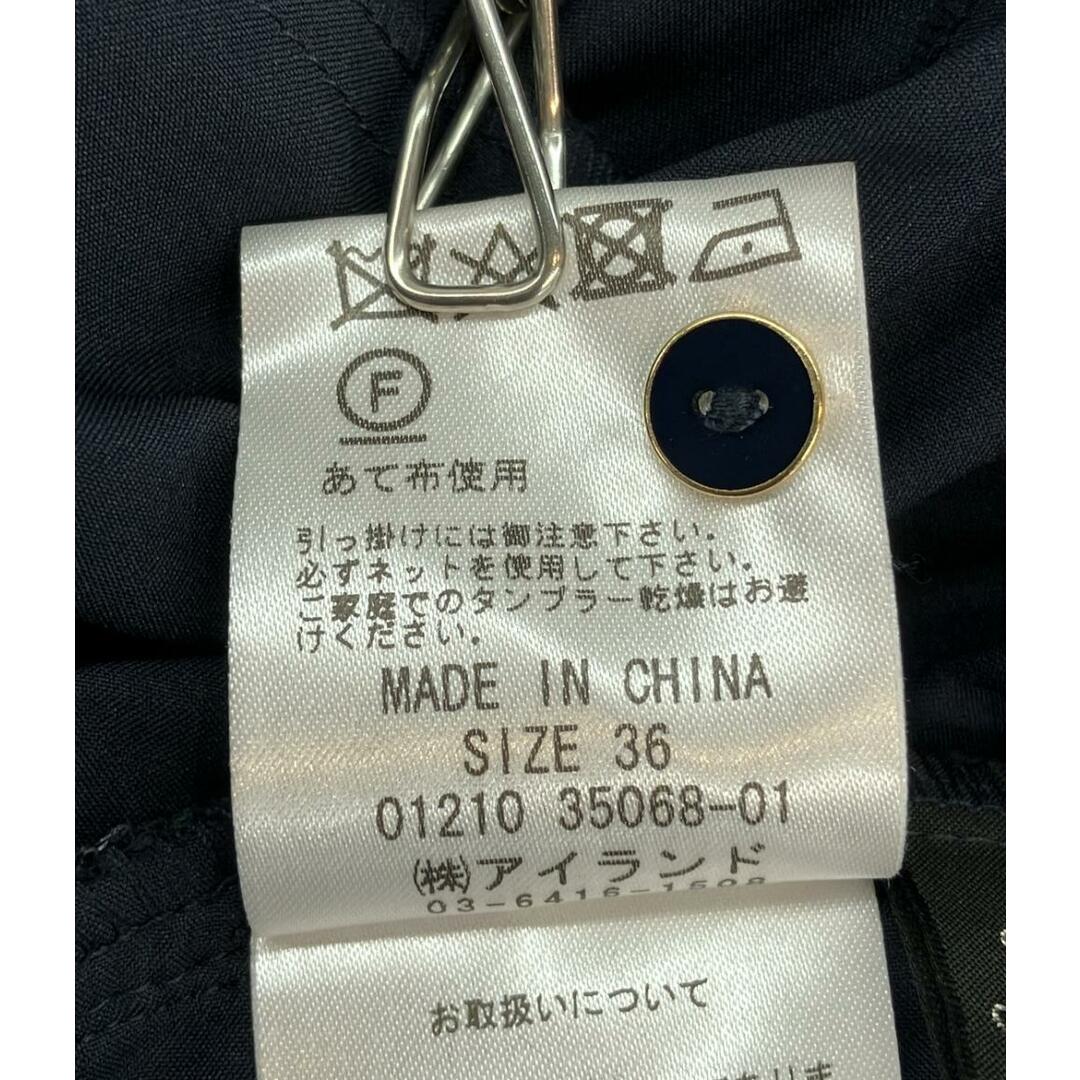 F
あて布使用
引っ掛けには御注意下さい.
必ずネットを使用して下さい.
ご家庭でのタンブラー乾燥はお避
けください.
MADE IN CHINA
SIZE 36
01210 35068-01
(株)アイランド
03-6416-1508
お取扱いについて